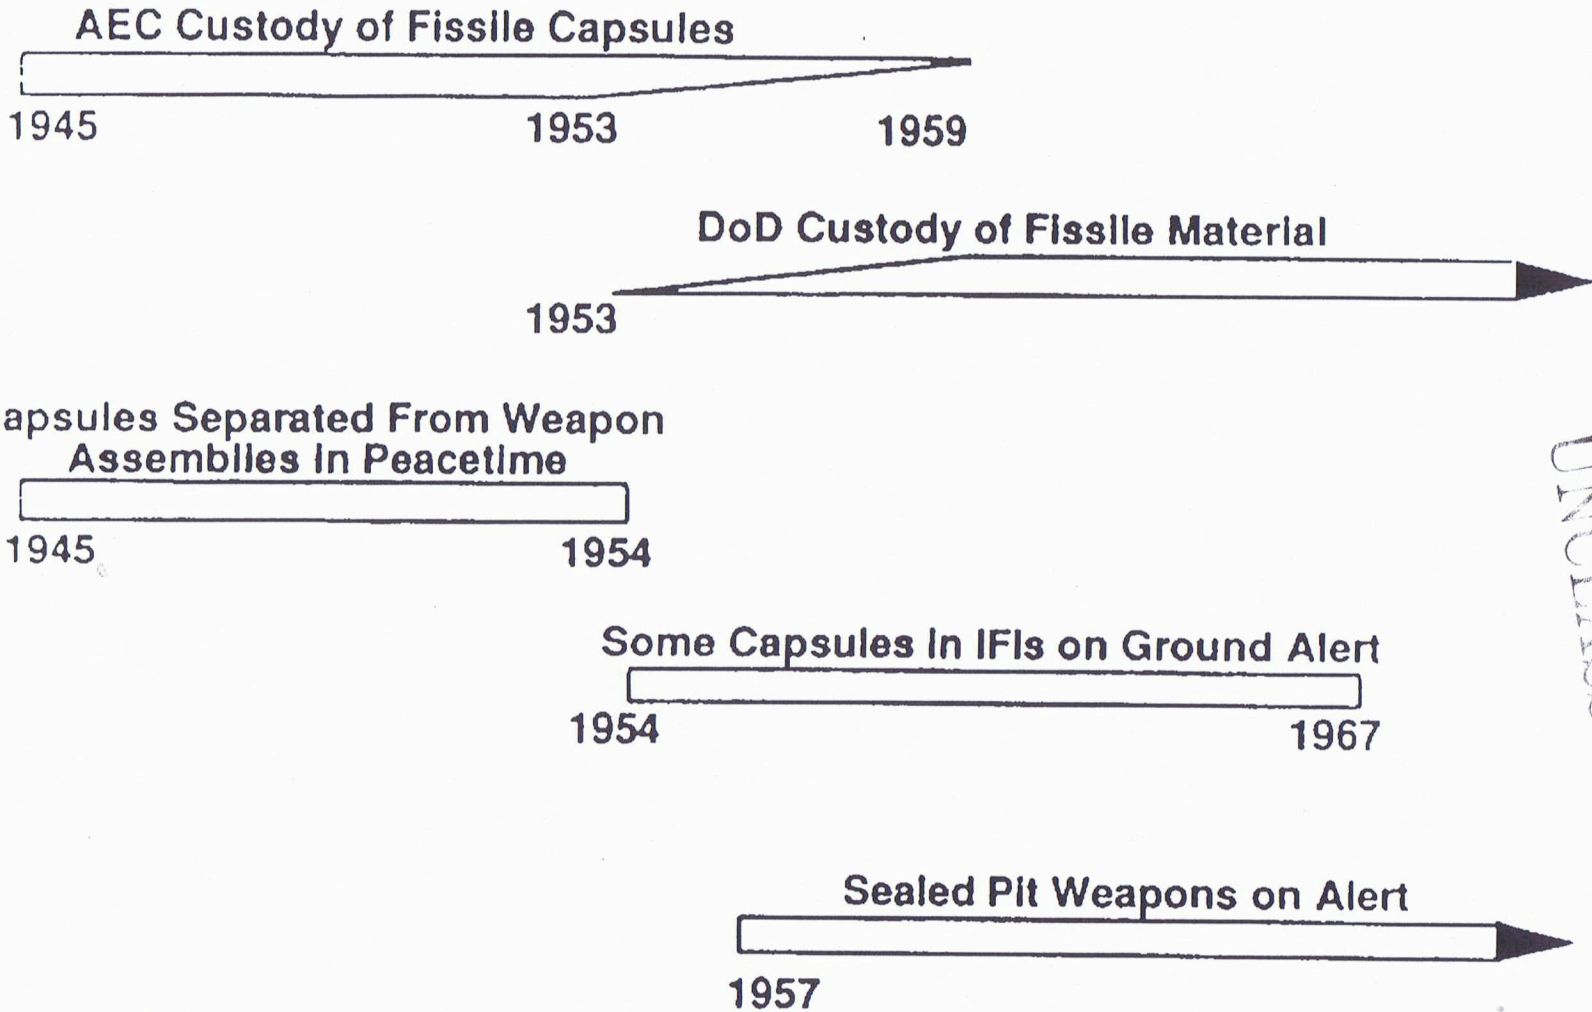 AEC Custody of Fissile Capsules
1945 1953 1959
DoD Custody of Fissile Material
1953
apsules Separated From Weapon
Assemblies in Peacetime
1945 1954
Some Capsules in IFIs on Ground Alert
1954 1967
Sealed Pit Weapons on Alert
1957